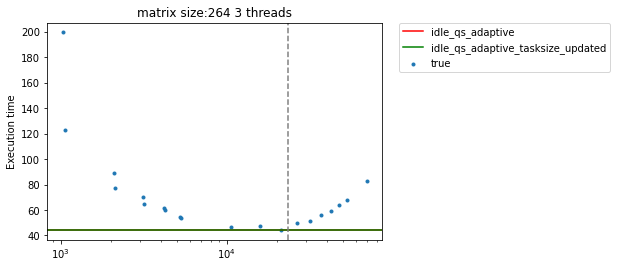 matrix size:264 3 threads
Execution time
200
180
160
140
120
100
80
60
40
10³
10⁴
idle_qs_adaptive
idle_qs_adaptive_tasksize_updated
true